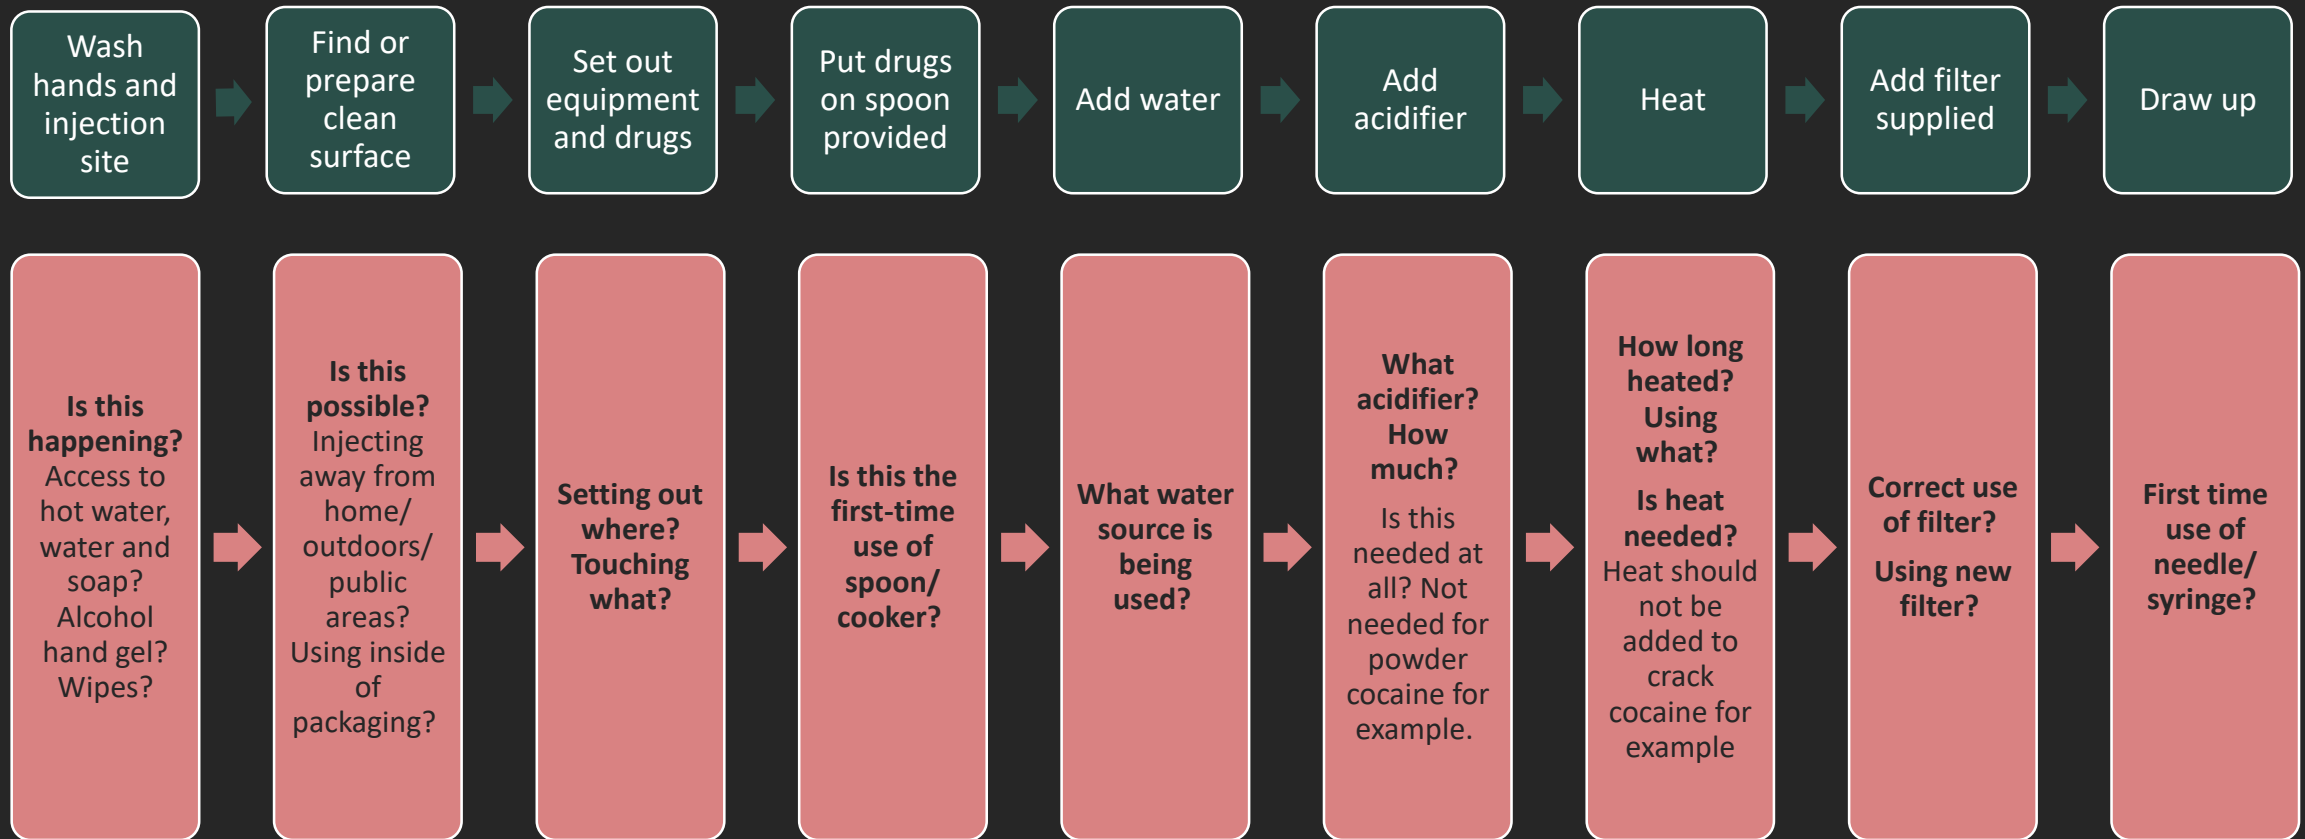 Wash
hands and
injection
site
Find or
prepare
clean
surface
Set out
equipment
and drugs
Put drugs
on spoon
provided
Add water
Add
acidifier
Heat
Add filter
supplied
Draw up
Is this
happening?
Access to
hot water,
water and
soap?
Alcohol
hand gel?
Wipes?
Is this
possible?
Injecting
away from
home/
outdoors/
public
areas?
Using inside
of
packaging?
Setting out
where?
Touching
what?
Is this the
first-time
use of
spoon/
cooker?
What water
source is
being
used?
What
acidifier?
How
much?
Is this
needed at
all? Not
needed for
powder
cocaine for
example.
How long
heated?
Using
what?
Is heat
needed?
Heat should
not be
added to
crack
cocaine for
example
Correct use
of filter?
Using new
filter?
First time
use of
needle/
syringe?